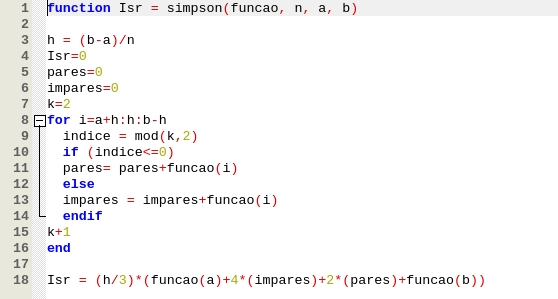 1 function Isr = simpson(funcao, n, a, b)
2
3 h = (b-a)/n
4 Isr=0
5 pares=0
6 impares=0
7 k=2
8 for i=a+h:h:b-h
9   indice = mod(k,2)
10   if (indice<=0)
11   pares= pares+funcao(i)
12   else
13   impares = impares+funcao(i)
14   endif
15 k+1
16 end
17
18 Isr = (h/3)*(funcao(a)+4*(impares)+2*(pares)+funcao(b))